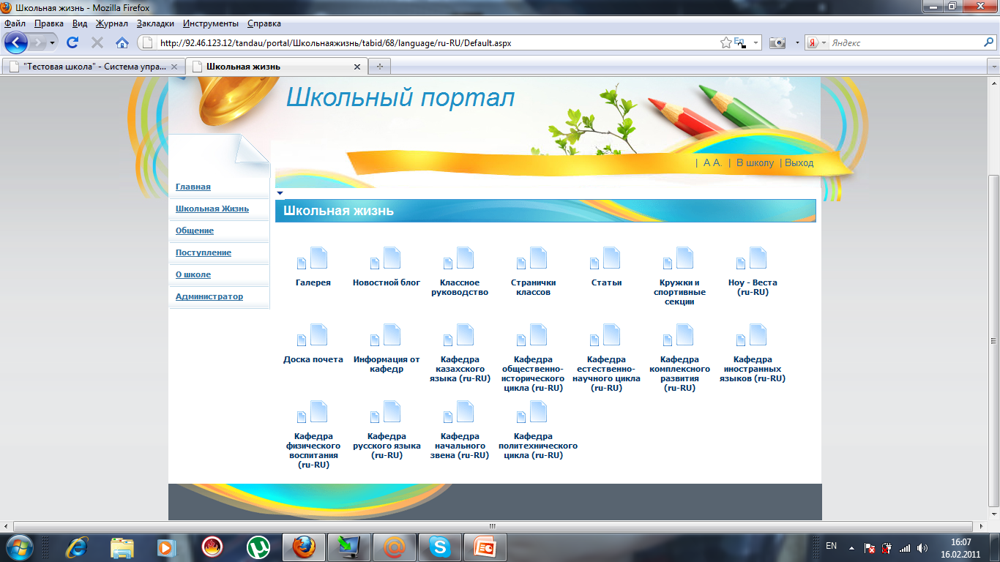 Школьная жизнь - Mozilla Firefox
Файл Правка Вид Журнал Закладки Инструменты Справка
http://92.46.123.12/tandau/portal/Школьнаяжизнь/tabid/68/language/ru-RU/Default.aspx
Яндекс
"Тестовая школа" - Система упра...
Школьная жизнь
Школьный портал
| А А. | В школу | Выход
Главная
Школьная Жизнь
Общение
Поступление
О школе
Администратор
Школьная жизнь
Галерея
Новостной блог
Классное
руководство
Странички
классов
Статьи
Кружки и
спортивные
секции
Ноу - Веста
(ru-RU)
Доска почета
Информация от
кафедр
Кафедра
казахского
языка (ru-RU)
Кафедра
общественно-
исторического
цикла (ru-RU)
Кафедра
естественно-
научного цикла
(ru-RU)
Кафедра
комплексного
развития
(ru-RU)
Кафедра
иностранных
языков (ru-RU)
Кафедра
физического
воспитания
(ru-RU)
Кафедра
русского языка
(ru-RU)
Кафедра
начального
звена (ru-RU)
Кафедра
политехнического
цикла (ru-RU)
EN
16:07
16.02.2011